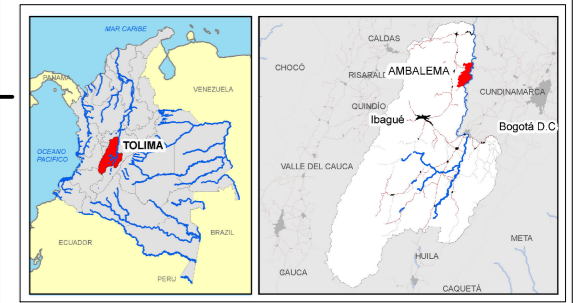 MAR CARIBE
PANAMÁ
VENEZUELA
TOLIMA
OCEANO
PACIFICO
ECUADOR
BRAZIL
PERU
CALDAS
CHOCÓ
RISARALDA
AMBALEMA
CUNDINAMARCA
QUINDÍO
Ibagué
Bogotá D.C
VALLE DEL CAUCA
META
HUILA
CAUCA
CAQUETÁ